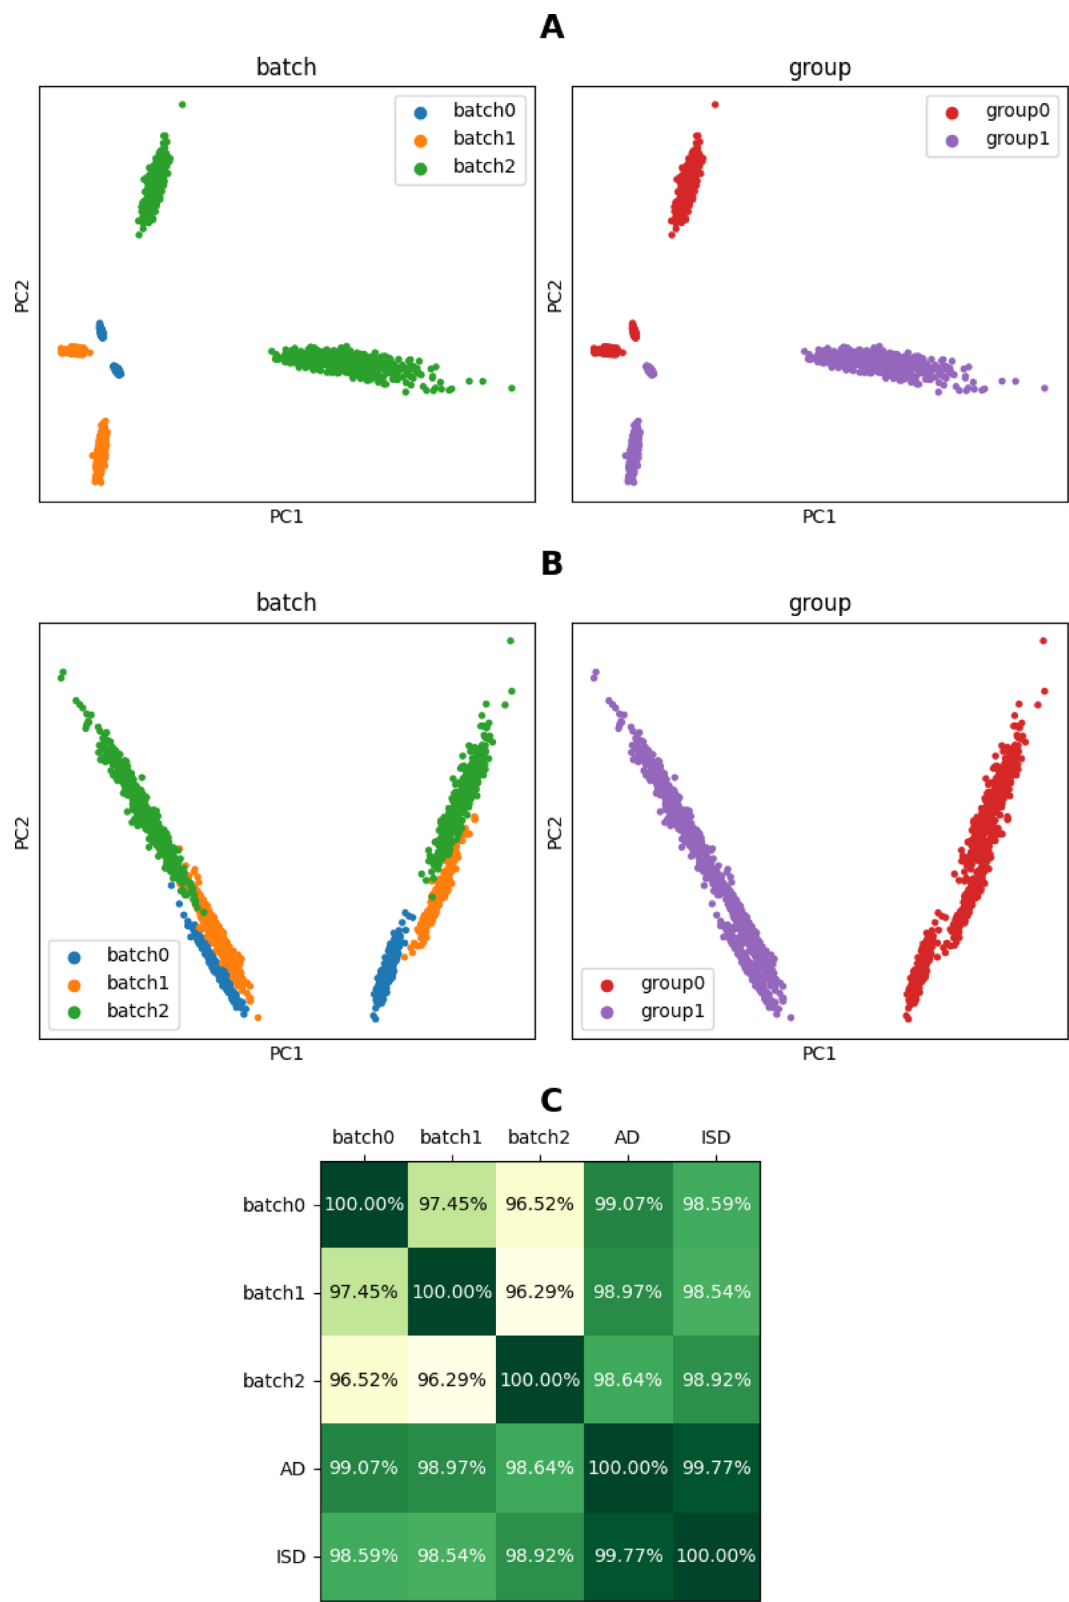 A
batch
group
batch0
batch1
batch2
group0
group1
PC2
PC2
PC1
PC1
B
batch
group
PC2
PC2
batch0
batch1
batch2
group0
group1
PC1
PC1
C
batch0 batch1 batch2 AD ISD
batch0 100.00% 97.45% 96.52% 99.07% 98.59%
batch1 97.45% 100.00% 96.29% 98.97% 98.54%
batch2 96.52% 96.29% 100.00% 98.64% 98.92%
AD 99.07% 98.97% 98.64% 100.00% 99.77%
ISD 98.59% 98.54% 98.92% 99.77% 100.00%